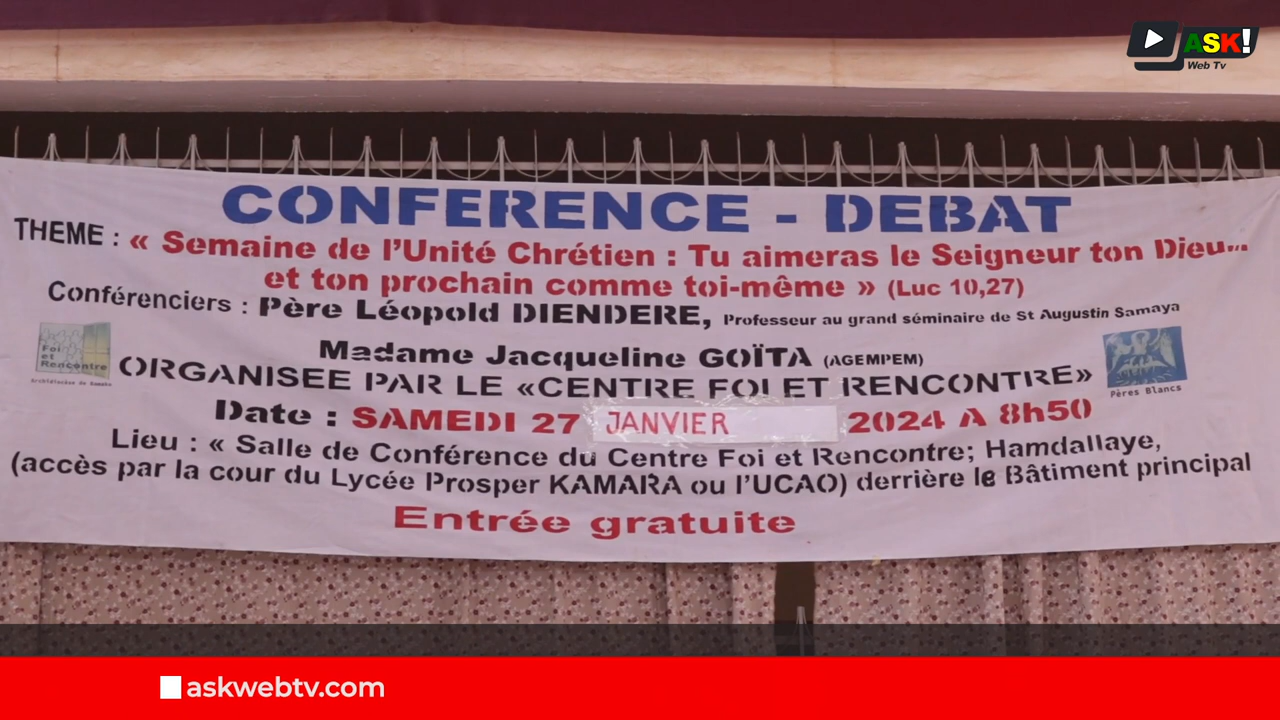 ASK!
Web Tv
CONFERENCE - DEBAT
THEME : « Semaine de l'Unité Chrétien : Tu aimeras le Seigneur ton Dieu...
et ton prochain comme toi-même » (Luc 10,27)
Conférenciers : Père Léopold DIENDERE, Professeur au grand séminaire de St Augustin Samaya
Madame Jacqueline GOÏTA (AGEMPEM)
Foi
et
Rencontre
Archidiocèse de Bamako
ORGANISEE PAR LE «CENTRE FOI ET RENCONTRE»
Pères Blancs
Date : SAMEDI 27 JANVIER 2024 A 8h50
Lieu : « Salle de Conférence du Centre Foi et Rencontre; Hamdallaye,
(accès par la cour du Lycée Prosper KAMARA ou l'UCAO) derrière le Bâtiment principal
Entrée gratuite
askwebtv.com